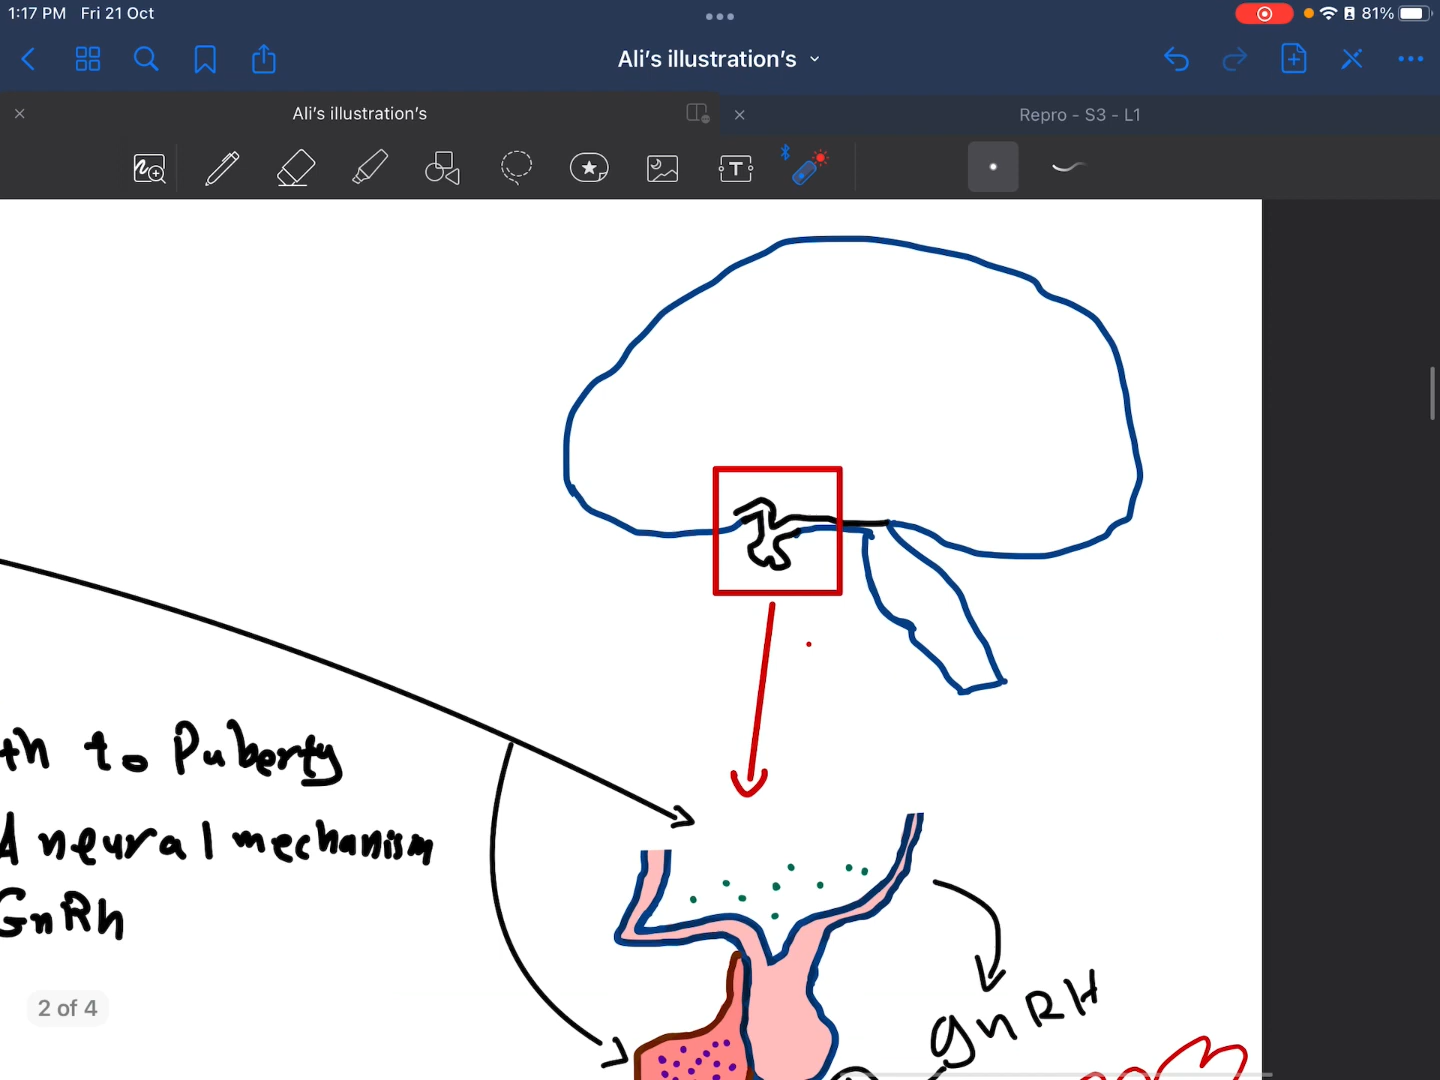 1:17 PM Fri 21 Oct
81%
Ali's illustration's
Ali's illustration's
Repro - S3 - L1
T
th to Puberty
neural mechanism
GnRh
gnRH
2 of 4